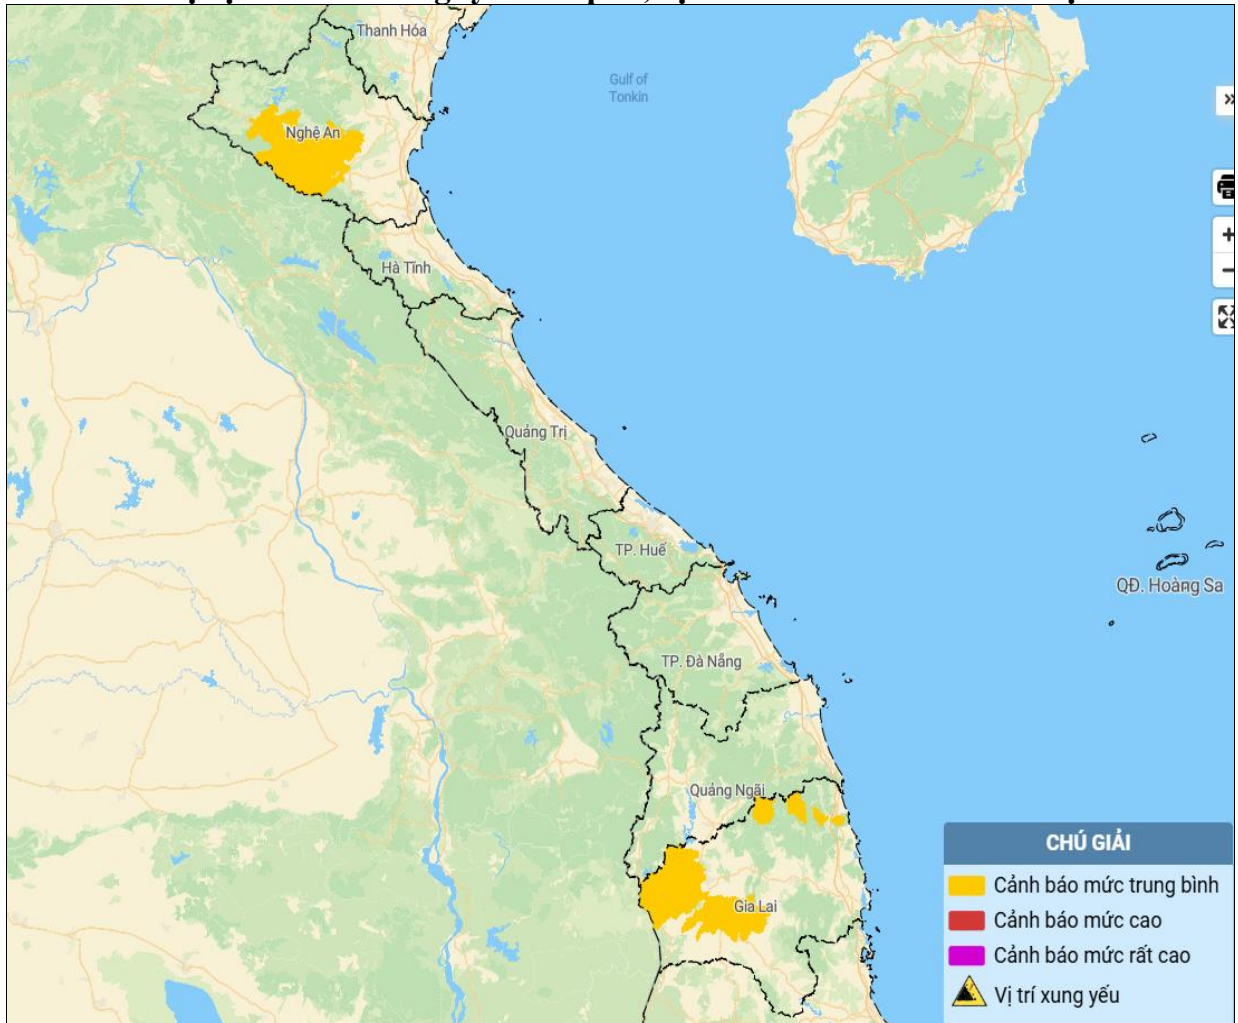 Thanh Hóa
Gulf of
Tonkin
Nghệ An
Hà Tĩnh
Quảng Trị
TP. Huế
QĐ. Hoàng Sa
TP. Đà Nẵng
Quảng Ngãi
Gia Lai
CHÚ GIẢI
Cảnh báo mức trung bình
Cảnh báo mức cao
Cảnh báo mức rất cao
Vị trí xung yếu